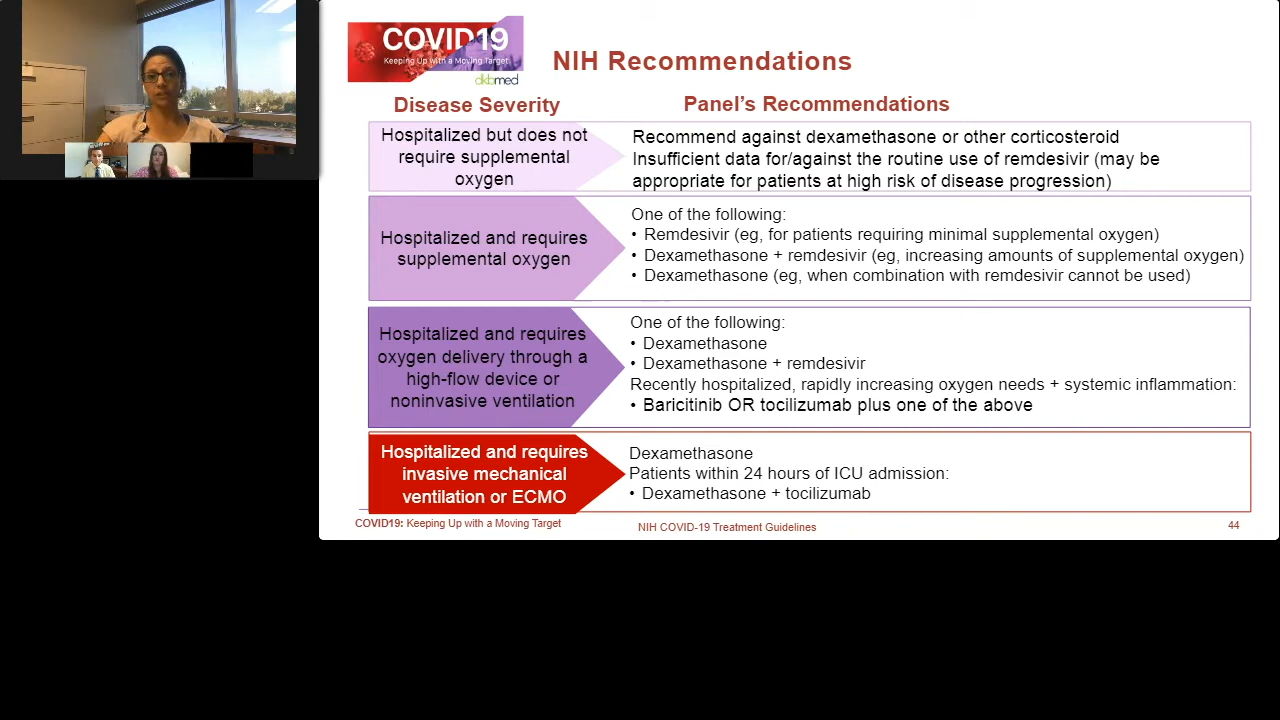 COVID19
Keeping Up with a Moving Target
dkbmed
NIH Recommendations
Disease Severity
Panel's Recommendations
Hospitalized but does not
require supplemental
oxygen
Recommend against dexamethasone or other corticosteroid
Insufficient data for/against the routine use of remdesivir (may be
appropriate for patients at high risk of disease progression)
Hospitalized and requires
supplemental oxygen
One of the following:
• Remdesivir (eg, for patients requiring minimal supplemental oxygen)
• Dexamethasone + remdesivir (eg, increasing amounts of supplemental oxygen)
• Dexamethasone (eg, when combination with remdesivir cannot be used)
Hospitalized and requires
oxygen delivery through a
high-flow device or
noninvasive ventilation
One of the following:
• Dexamethasone
• Dexamethasone + remdesivir
Recently hospitalized, rapidly increasing oxygen needs + systemic inflammation:
• Baricitinib OR tocilizumab plus one of the above
Hospitalized and requires
invasive mechanical
ventilation or ECMO
Dexamethasone
Patients within 24 hours of ICU admission:
• Dexamethasone + tocilizumab
COVID19: Keeping Up with a Moving Target
NIH COVID-19 Treatment Guidelines
44